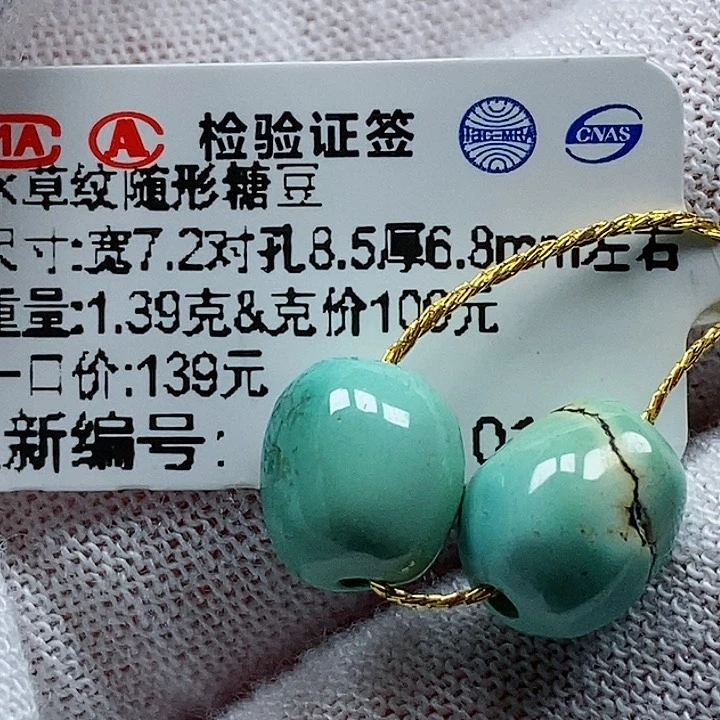 MA A 检验证签 ilac-MRA CNAS
草纹随形糖豆
尺寸:宽7.2对孔8.5厚6.8mm左右
重量:1.39克&克价100元
一口价:139元
新编号: 01